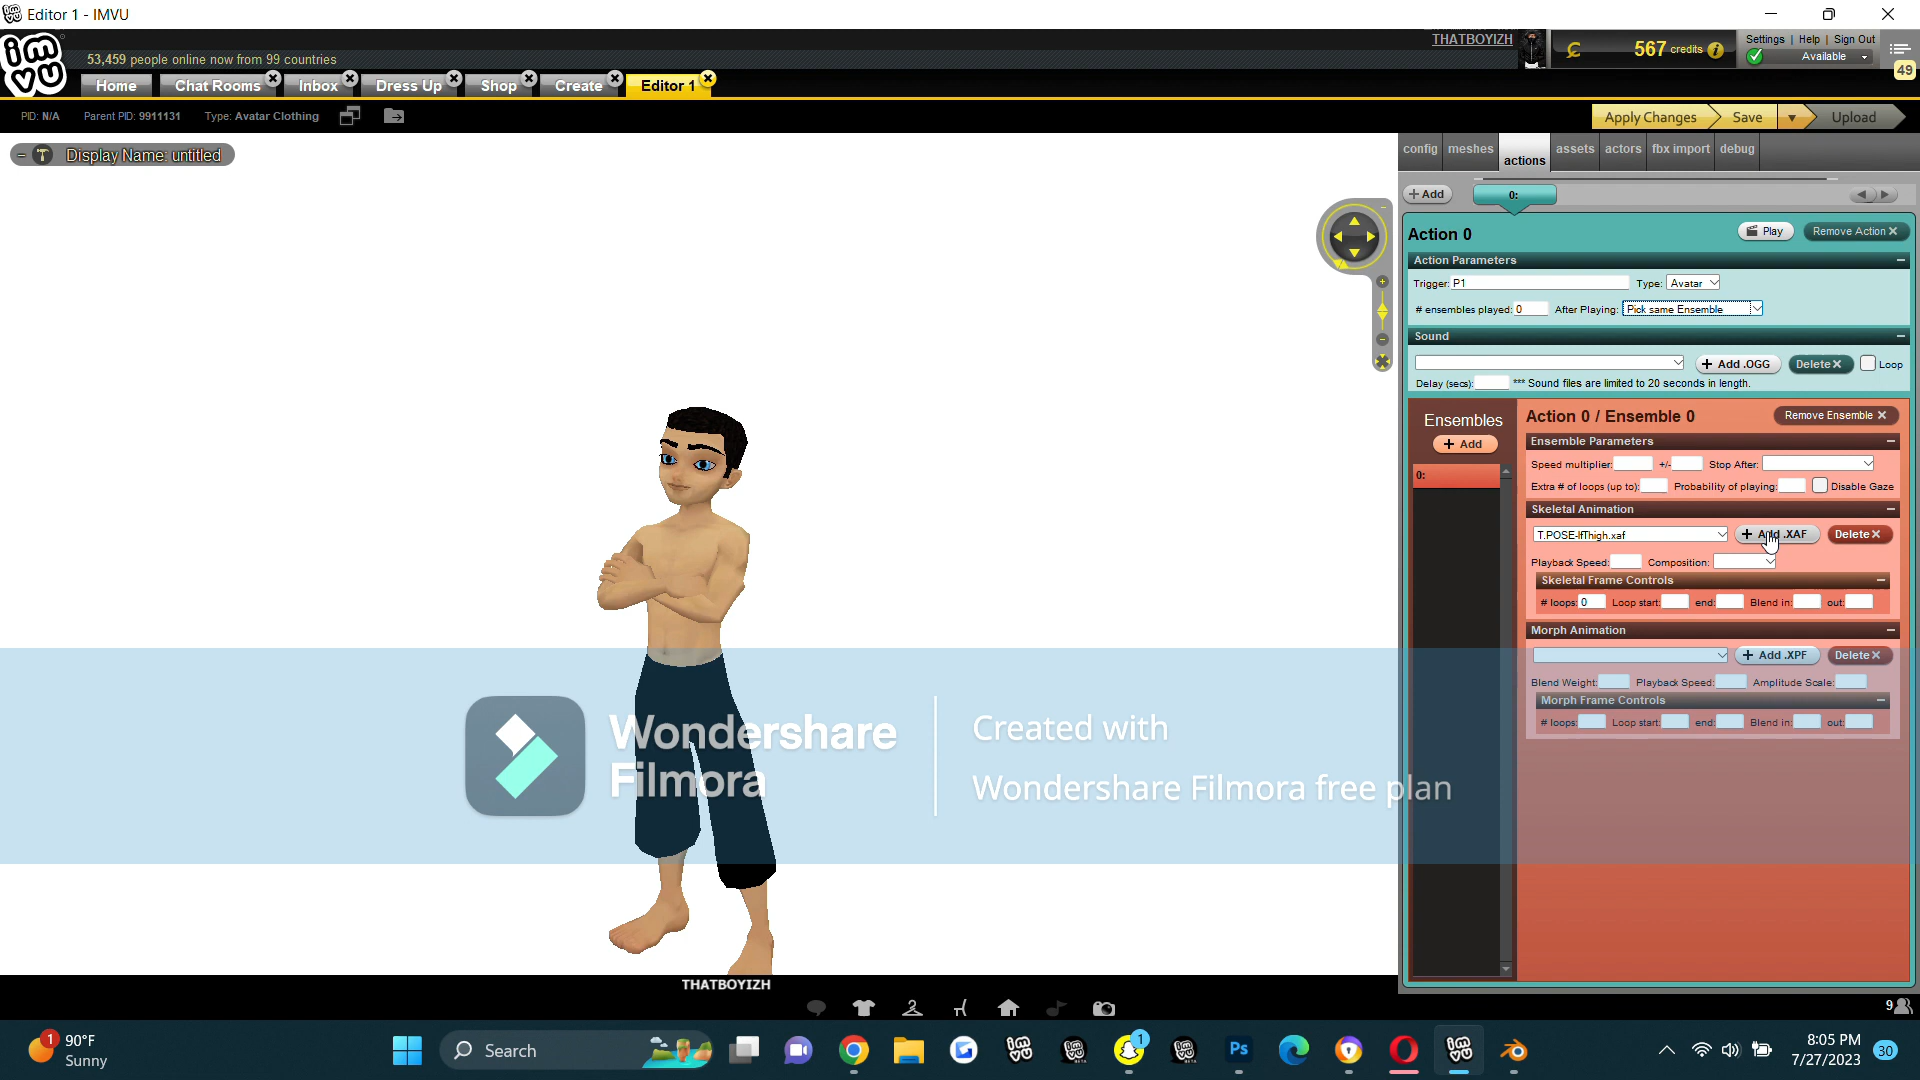 Editor 1 - IMVU
imvu
53,459 people online now from 99 countries
THATBOYIZH
567 credits
Settings | Help | Sign Out
Available
49
Home
Chat Rooms
Inbox
Dress Up
Shop
Create
Editor 1
PID: N/A
Parent PID: 9911131
Type: Avatar Clothing
Apply Changes
Save
Upload
Display Name: untitled
config
meshes
actions
assets
actors
fbx import
debug
+ Add
0:
Action 0
Play
Remove Action X
Action Parameters
Trigger: P1
Type: Avatar
# ensembles played: 0
After Playing: Pick same Ensemble
Sound
+ Add .OGG
Delete X
Loop
Delay (secs):
*** Sound files are limited to 20 seconds in length.
Ensembles
+ Add
0:
Action 0 / Ensemble 0
Remove Ensemble X
Ensemble Parameters
Speed multiplier:
+/-
Stop After:
Extra # of loops (up to):
Probability of playing:
Disable Gaze
Skeletal Animation
T.POSE-lfThigh.xaf
+ Add .XAF
Delete X
Playback Speed:
Composition:
Skeletal Frame Controls
# loops: 0
Loop start:
end:
Blend in:
out:
Morph Animation
+ Add .XPF
Delete X
Blend Weight:
Playback Speed:
Amplitude Scale:
Morph Frame Controls
# loops:
Loop start:
end:
Blend in:
out:
Wondershare
Filmora
Created with
Wondershare Filmora free plan
THATBOYIZH
9
1
90°F
Sunny
Search
1
Ps
8:05 PM
7/27/2023
30